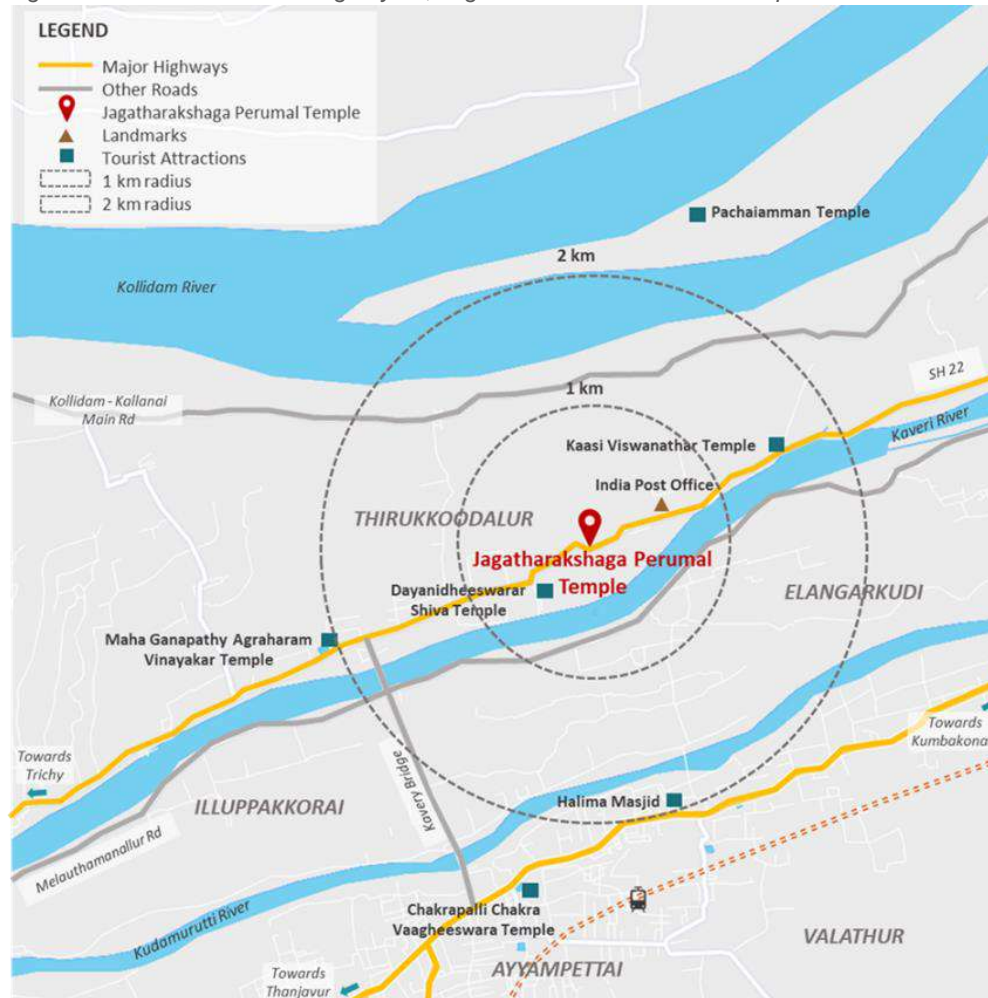 LEGEND
Major Highways
Other Roads
Jagatharakshaga Perumal Temple
Landmarks
Tourist Attractions
1 km radius
2 km radius
Pachaiamman Temple
2 km
Kollidam River
1 km
SH 22
Kollidam - Kallanai
Main Rd
Kaveri River
Kaasi Viswanathar Temple
India Post Office
THIRUKKOODALUR
Jagatharakshaga Perumal
Temple
Dayanidheeswarar
Shiva Temple
ELANGARKUDI
Maha Ganapathy Agraharam
Vinayakar Temple
Towards
Trichy
Towards
Kumbakona
ILLUPPAKKORAI
Kavery Bridge
Halima Masjid
Melauthamanallur Rd
Kudamurutti River
Chakrapalli Chakra
Vaagheeswara Temple
VALATHUR
AYYAMPETTAI
Towards
Thanjavur